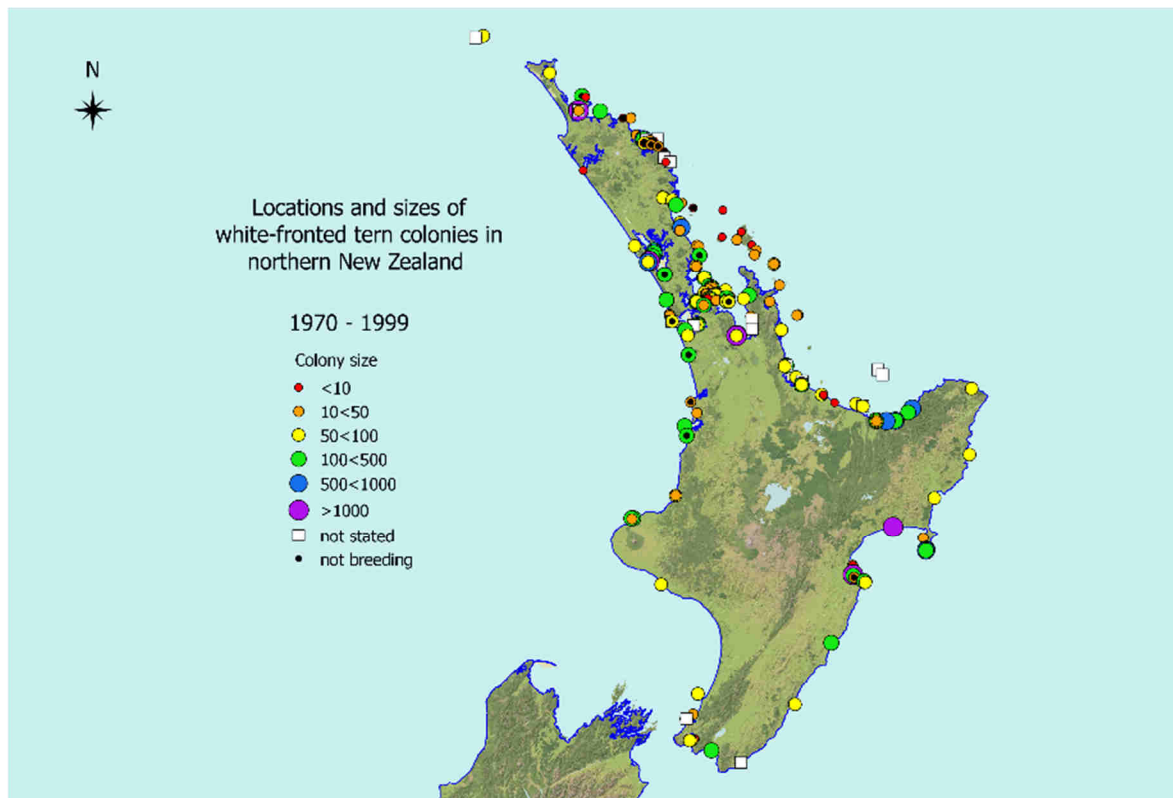 N
Locations and sizes of
white-fronted tern colonies in
northern New Zealand
1970 - 1999
Colony size
<10
10<50
50<100
100<500
500<1000
>1000
not stated
not breeding